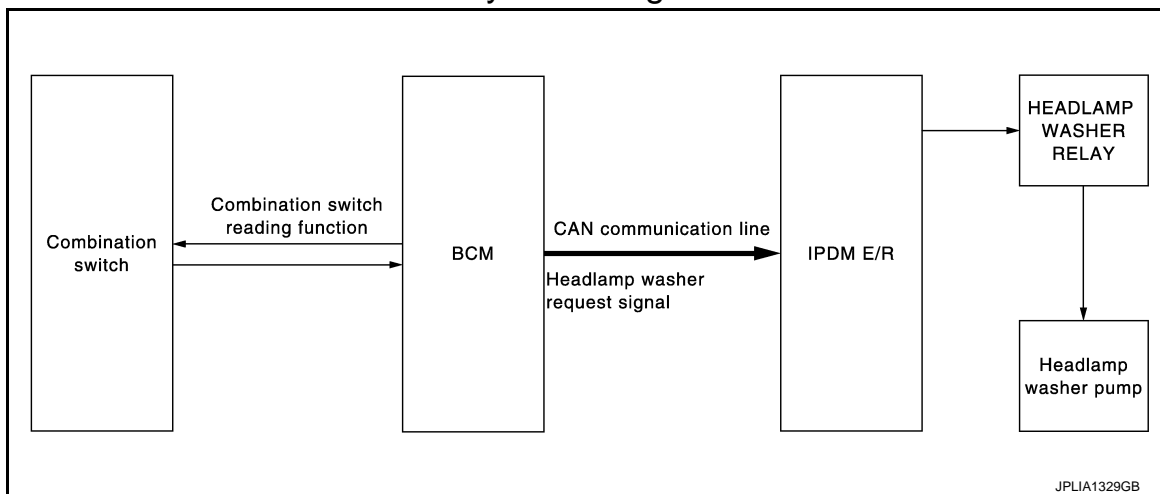 Combination
switch
Combination switch
reading function
BCM
CAN communication line
Headlamp washer
request signal
IPDM E/R
HEADLAMP
WASHER
RELAY
Headlamp
washer pump
JPLIA1329GB